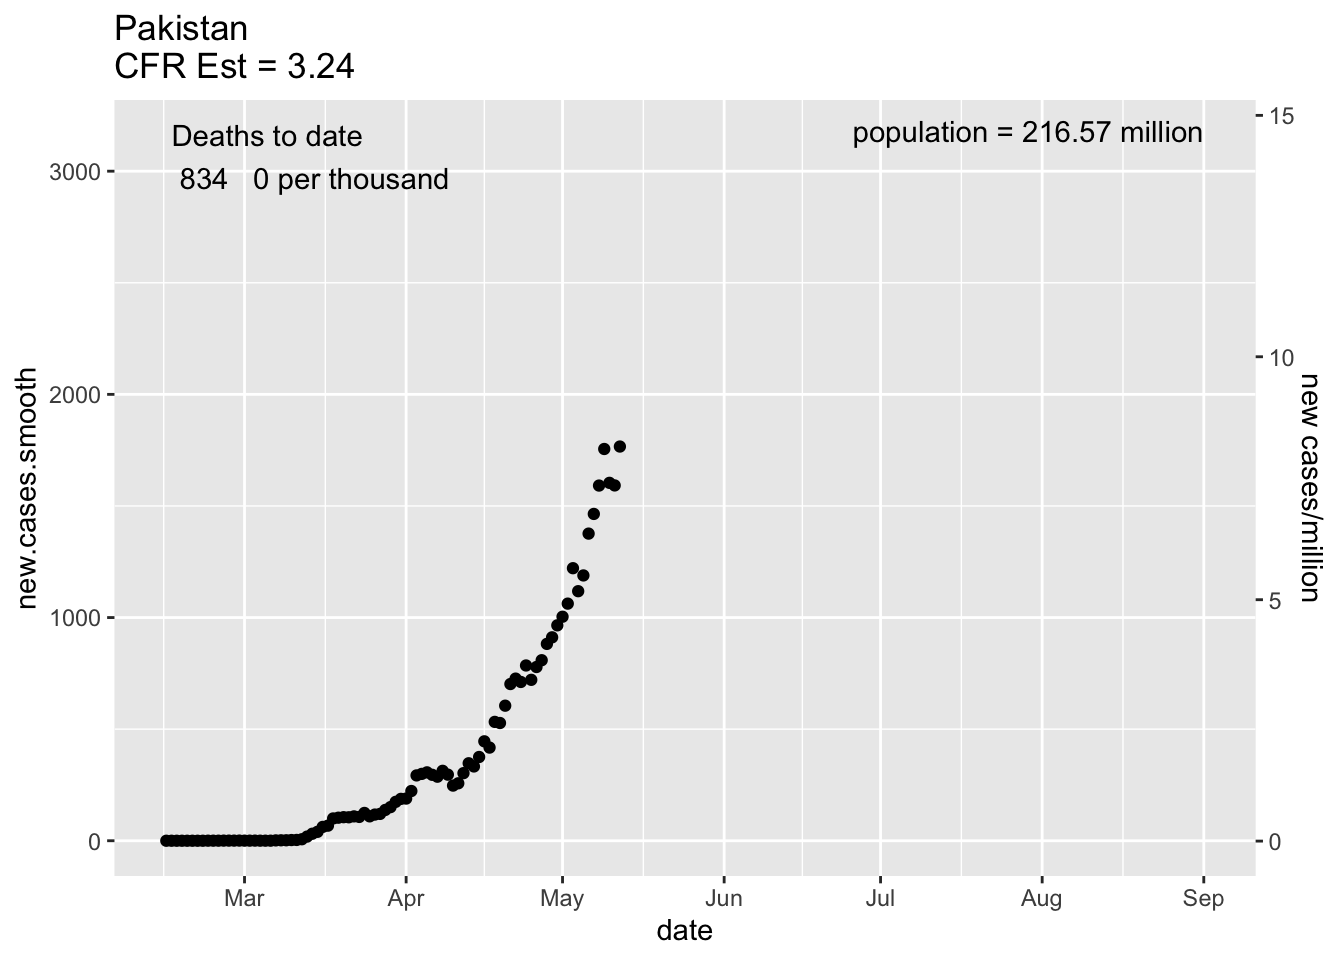 Pakistan
CFR Est = 3.24
Deaths to date
834 0 per thousand
population = 216.57 million
new.cases.smooth
3000
2000
1000
0
15
10
5
0
new cases/million
Mar Apr May Jun Jul Aug Sep
date